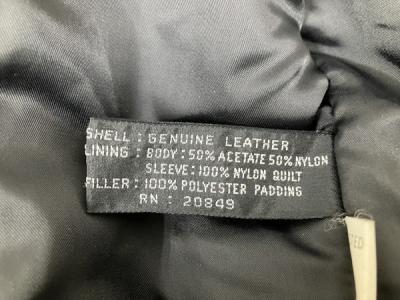 SHELL : GENUINE LEATHER
LINING : BODY: 50% ACETATE 50% NYLON
SLEEVE: 100% NYLON QUILT
FILLER: 100% POLYESTER PADDING
RN : 20849